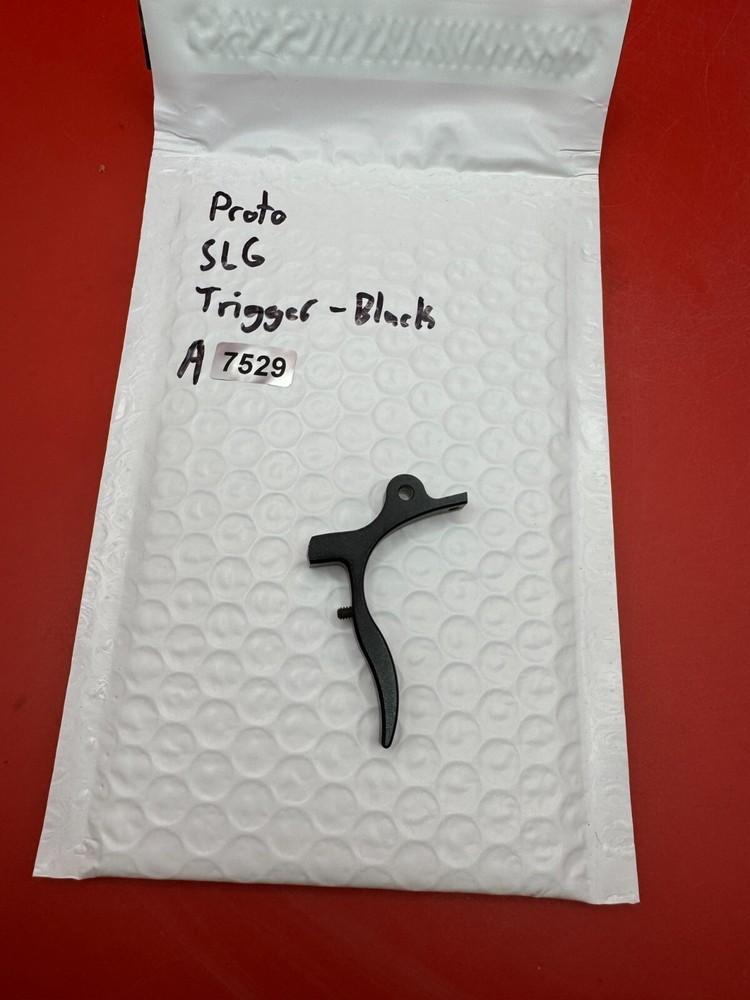 Proto
SLG
Trigger - Black
A 7529